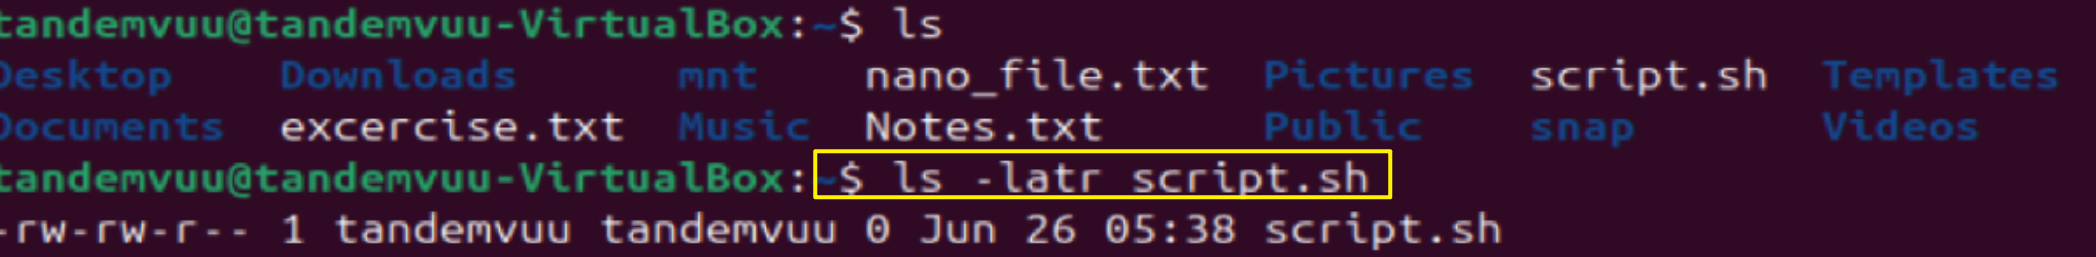 tandemvuu@tandemvuu-VirtualBox:~$ ls
Desktop Downloads mnt nano_file.txt Pictures script.sh Templates
Documents excercise.txt Music Notes.txt Public snap Videos
tandemvuu@tandemvuu-VirtualBox:~$ ls -latr script.sh
-rw-rw-r-- 1 tandemvuu tandemvuu 0 Jun 26 05:38 script.sh